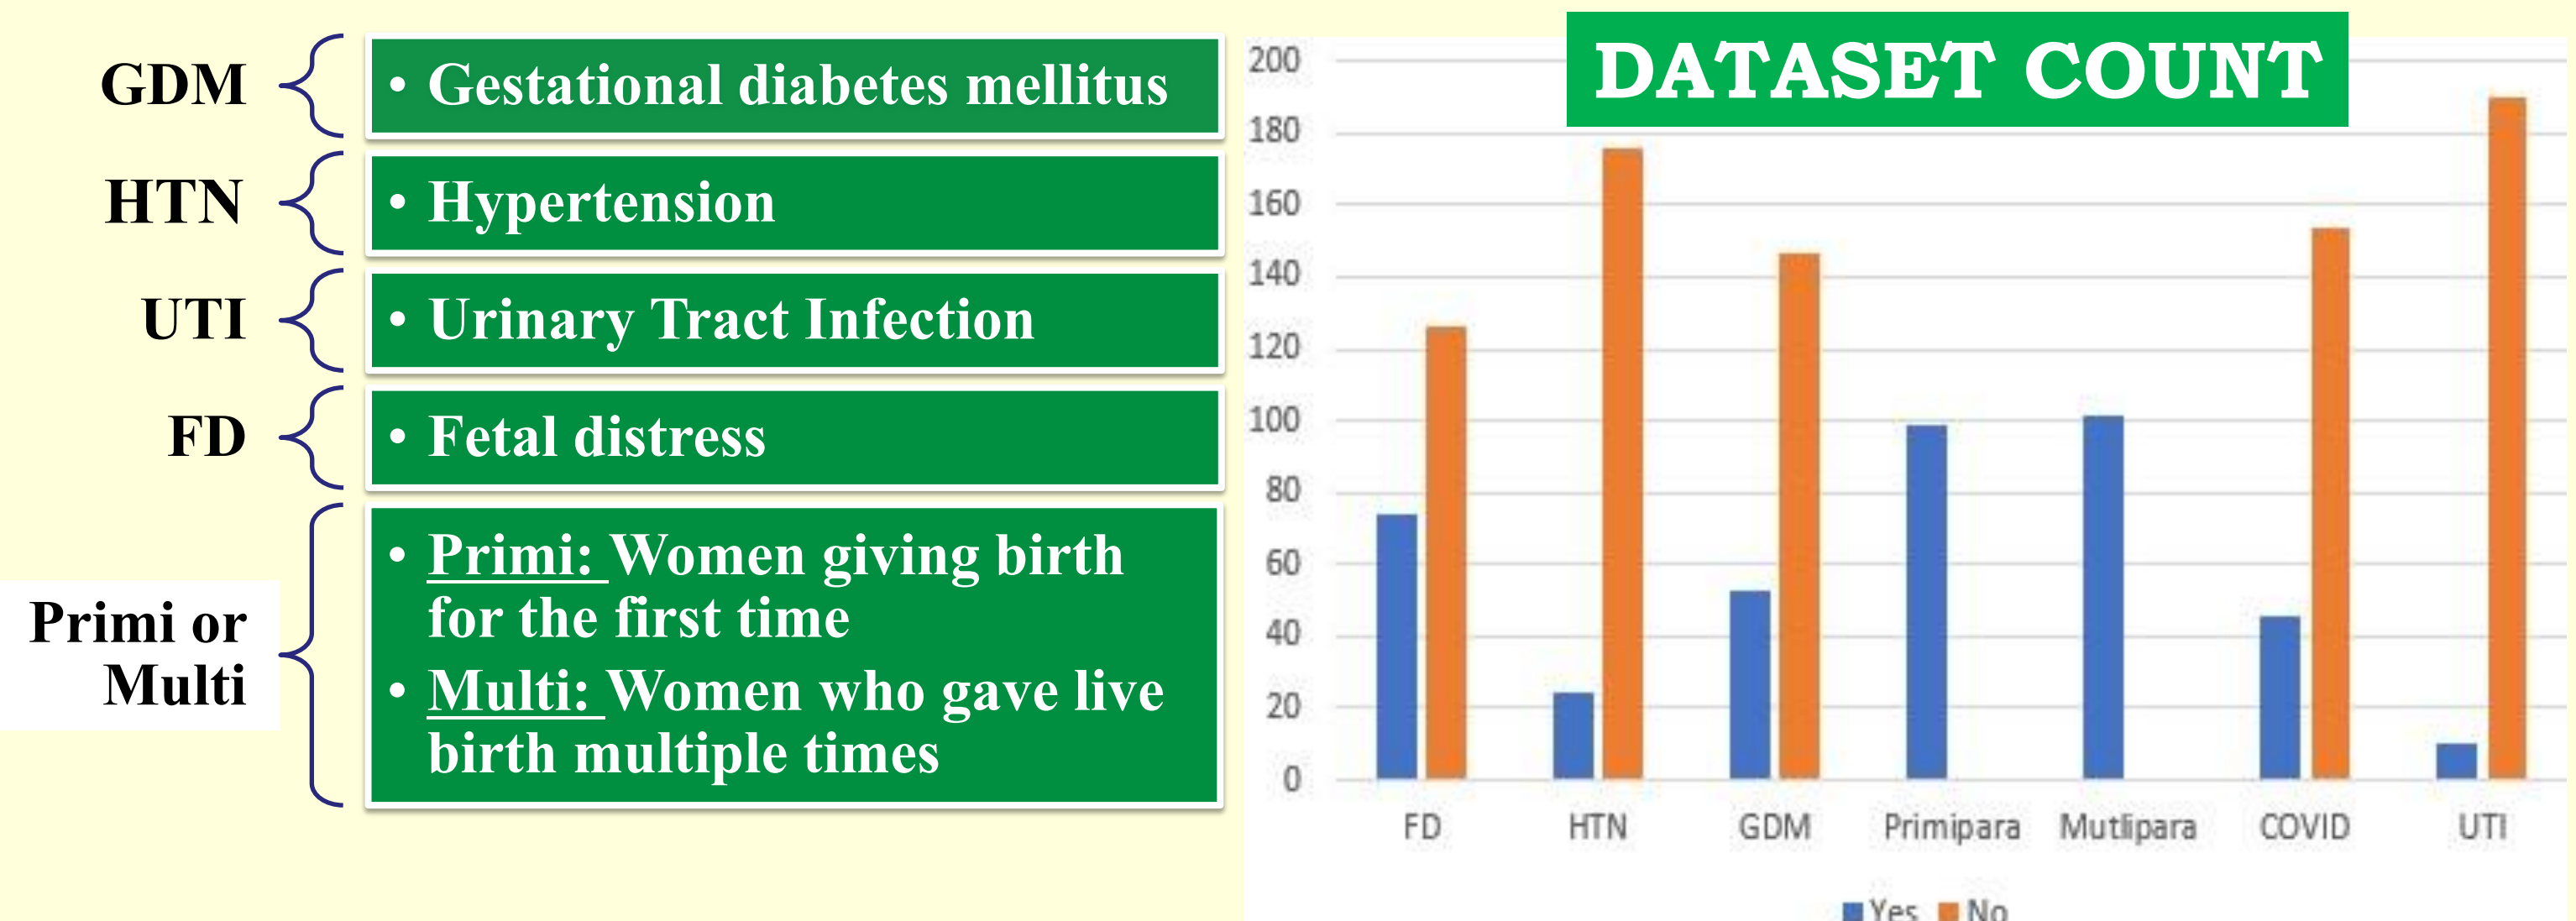 GDM
• Gestational diabetes mellitus
HTN
• Hypertension
UTI
• Urinary Tract Infection
FD
• Fetal distress
Primi or
Multi
• Primi: Women giving birth
for the first time
• Multi: Women who gave live
birth multiple times
DATASET COUNT
200
180
160
140
120
100
80
60
40
20
0
FD HTN GDM Primipara Mutlipara COVID UTI
Yes No